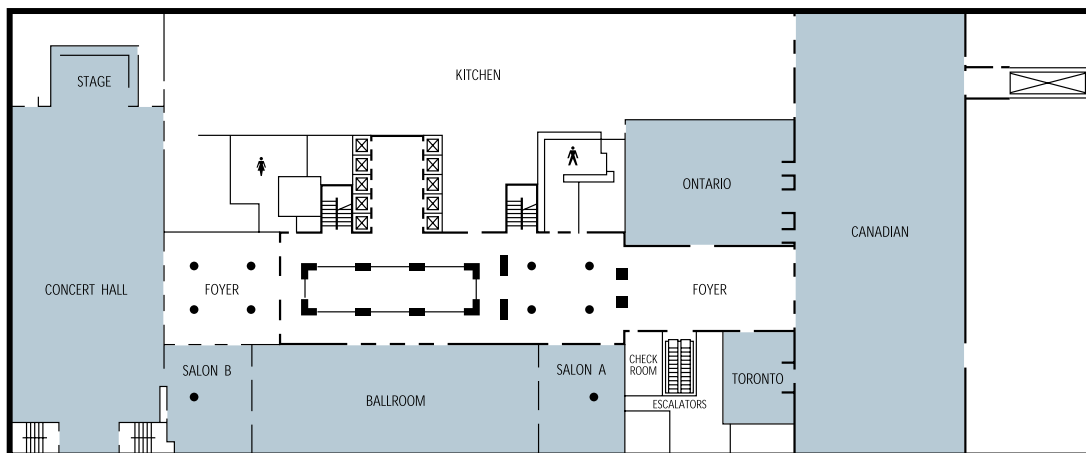 STAGE
KITCHEN
ONTARIO
CANADIAN
CONCERT HALL
FOYER
FOYER
SALON B
BALLROOM
SALON A
CHECK
ROOM
TORONTO
ESCALATORS